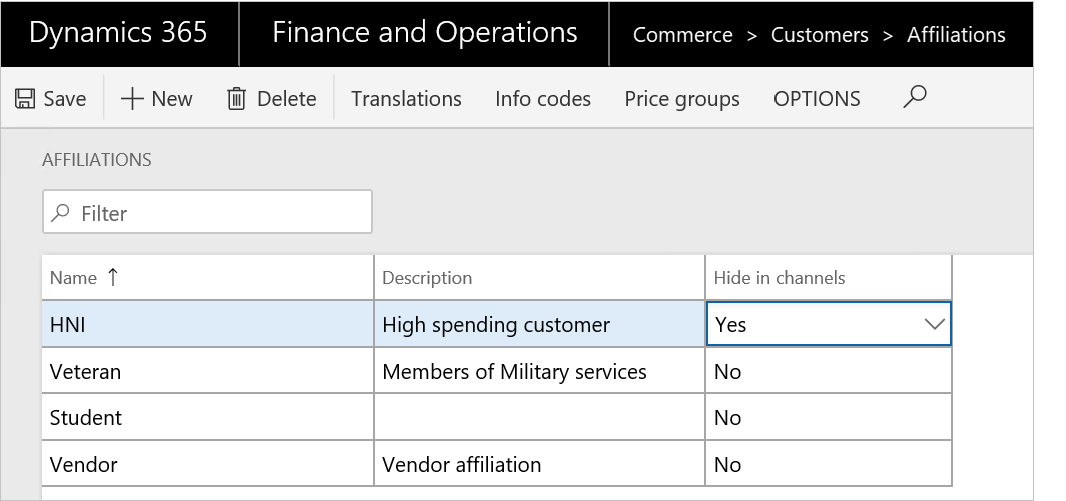 Dynamics 365 Finance and Operations Commerce > Customers > Affiliations
Save New Delete Translations Info codes Price groups OPTIONS
AFFILIATIONS
Filter
Name ↑ Description Hide in channels
HNI High spending customer Yes
Veteran Members of Military services No
Student No
Vendor Vendor affiliation No